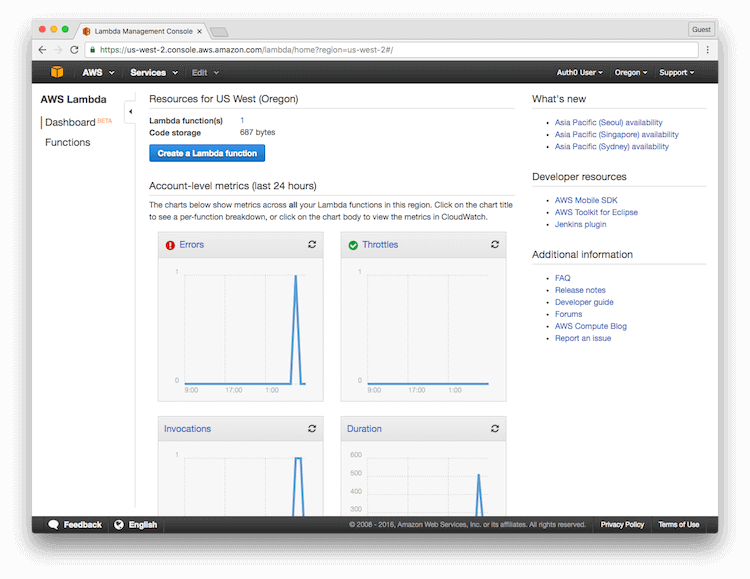 Lambda Management Console
Guest
https://us-west-2.console.aws.amazon.com/lambda/home?region=us-west-2#/
AWS Services Edit Auth0 User Oregon Support
AWS Lambda
Dashboard BETA
Functions
Resources for US West (Oregon)
Lambda function(s) 1
Code storage 687 bytes
Create a Lambda function
Account-level metrics (last 24 hours)
The charts below show metrics across all your Lambda functions in this region. Click on the chart title
to see a per-function breakdown, or click on the chart body to view the metrics in CloudWatch.
Errors
1
0
9:00 17:00 1:00
Throttles
1
0
9:00 17:00 1:00
Invocations
1
Duration
600
500
400
300
What's new
Asia Pacific (Seoul) availability
Asia Pacific (Singapore) availability
Asia Pacific (Sydney) availability
Developer resources
AWS Mobile SDK
AWS Toolkit for Eclipse
Jenkins plugin
Additional information
FAQ
Release notes
Developer guide
Forums
AWS Compute Blog
Report an issue
Feedback English © 2008 - 2016, Amazon Web Services, Inc. or its affiliates. All rights reserved. Privacy Policy Terms of Use